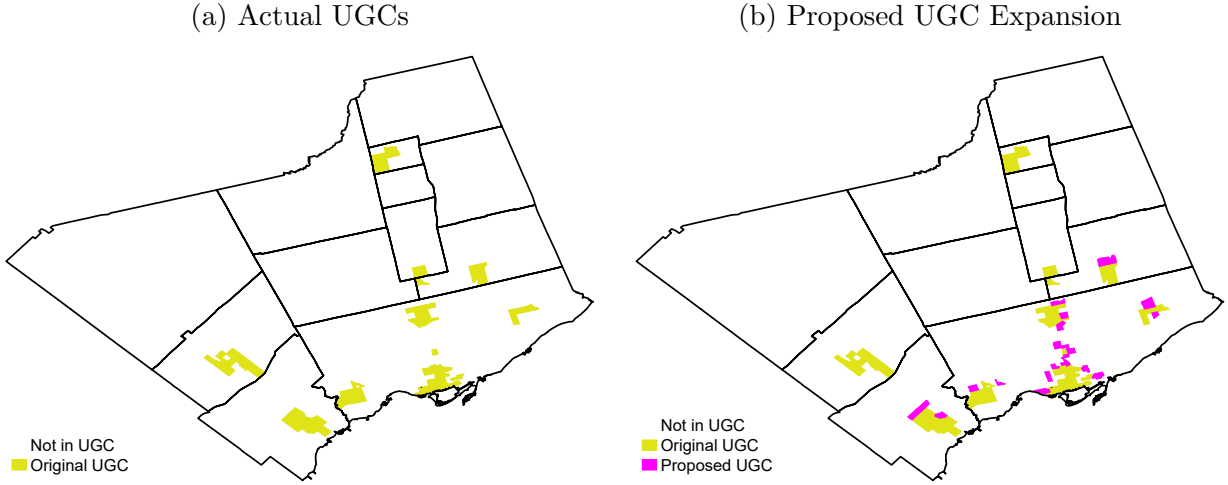 (a) Actual UGCs
(b) Proposed UGC Expansion
Not in UGC
Original UGC
Not in UGC
Original UGC
Proposed UGC